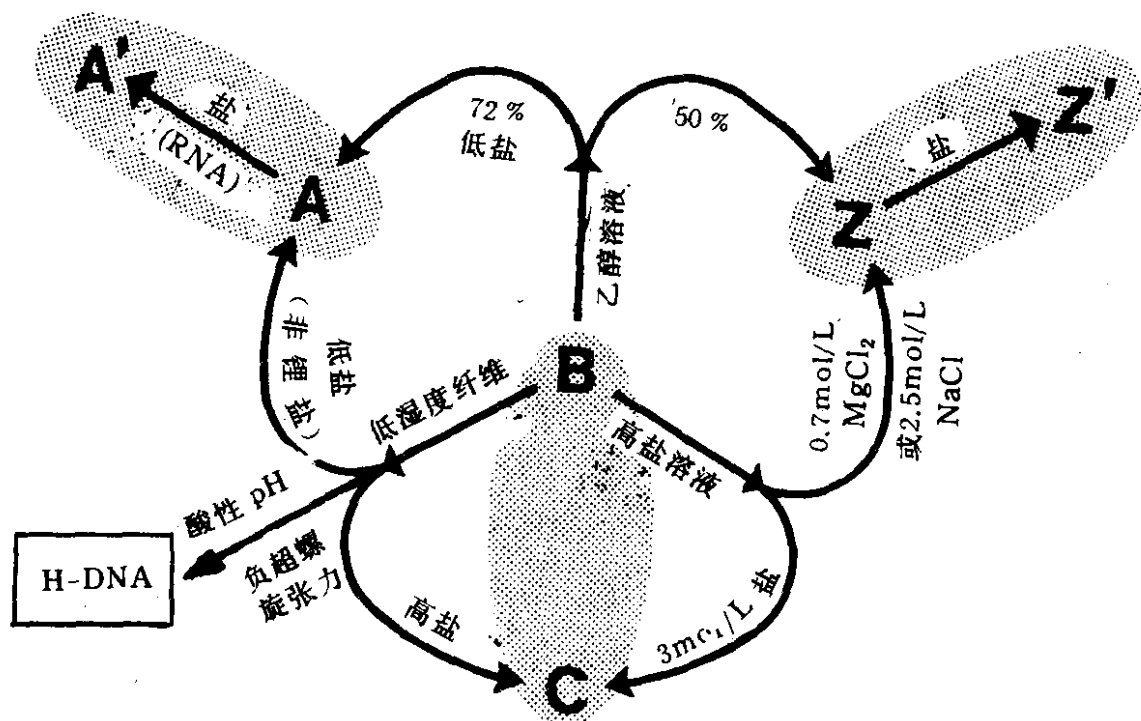 A′
盐
(RNA)
A
72％
低盐
50％
Z′
盐
Z
乙醇溶液
B
低盐
(非锂盐)
低湿度纤维
高盐溶液
0.7mol/L
MgCl₂
或2.5mol/L
NaCl
酸性 pH
H-DNA
负超螺
旋张力
高盐
盐
C